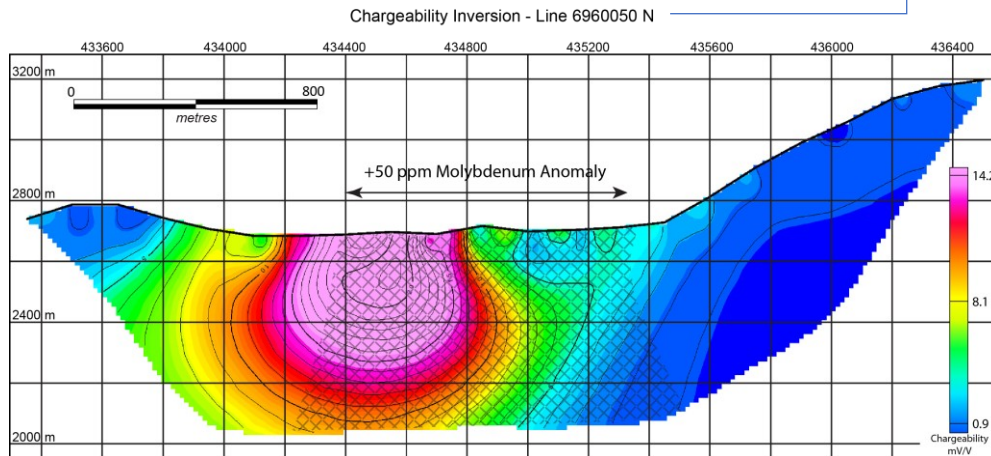 Chargeability Inversion - Line 6960050 N
433600 434000 434400 434800 435200 435600 436000 436400
3200 m
0 800
metres
+50 ppm Molybdenum Anomaly
14.2
2800 m
8.1
2400 m
0.9
2000 m
Chargeability
mV/V